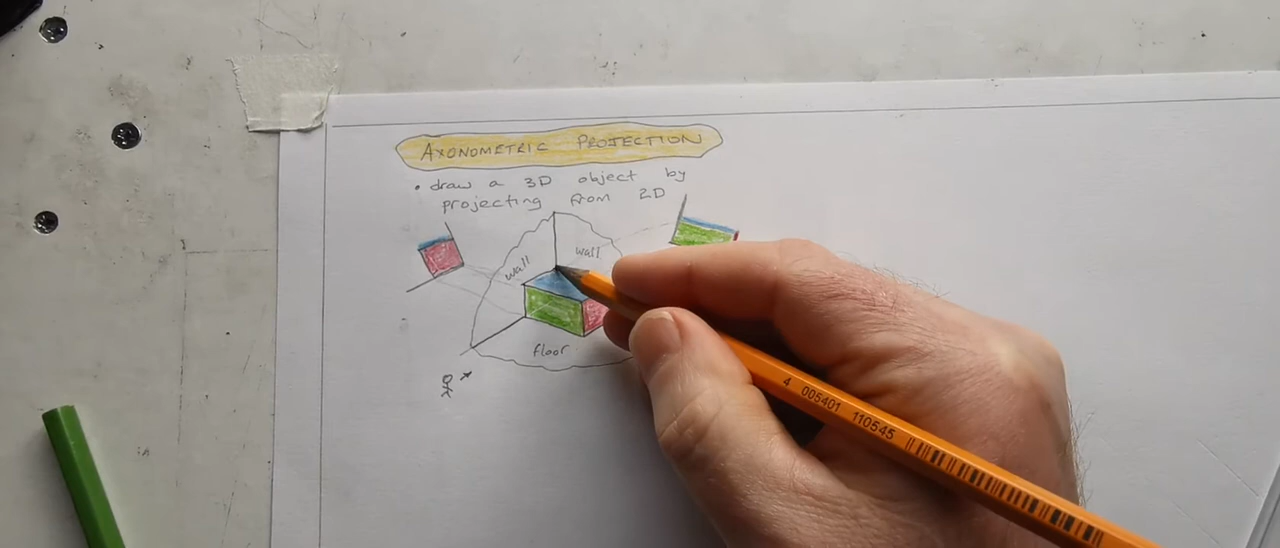 AXONOMETRIC PROJECTION
• draw a 3D object by
projecting from 2D
wall
wall
floor
4 005401 110545